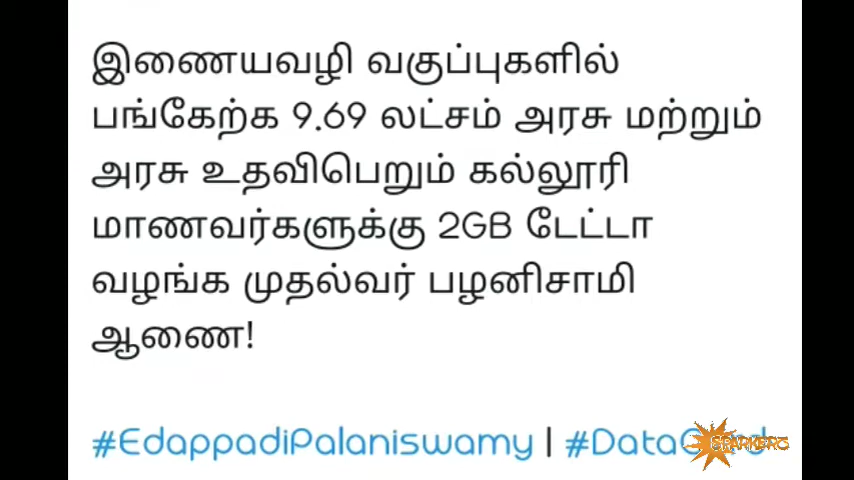 இணையவழி வகுப்புகளில்
பங்கேற்க 9.69 லட்சம் அரசு மற்றும்
அரசு உதவிபெறும் கல்லூரி
மாணவர்களுக்கு 2GB டேட்டா
வழங்க முதல்வர் பழனிசாமி
ஆணை!
#EdappadiPalaniswamy |